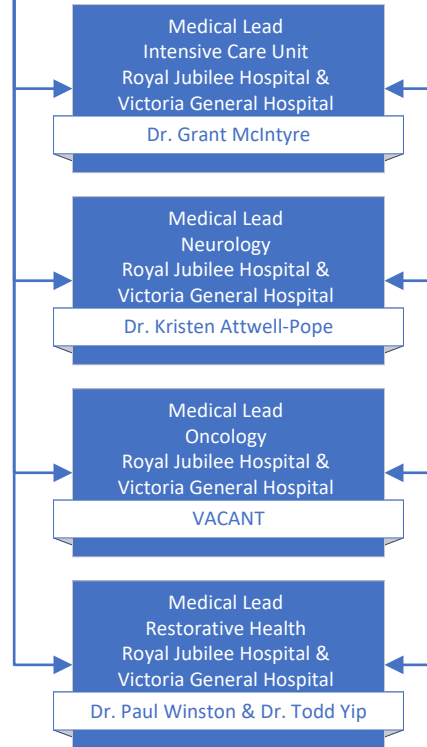 Medical Lead
Intensive Care Unit
Royal Jubilee Hospital &
Victoria General Hospital
Dr. Grant McIntyre
Medical Lead
Neurology
Royal Jubilee Hospital &
Victoria General Hospital
Dr. Kristen Attwell-Pope
Medical Lead
Oncology
Royal Jubilee Hospital &
Victoria General Hospital
VACANT
Medical Lead
Restorative Health
Royal Jubilee Hospital &
Victoria General Hospital
Dr. Paul Winston & Dr. Todd Yip